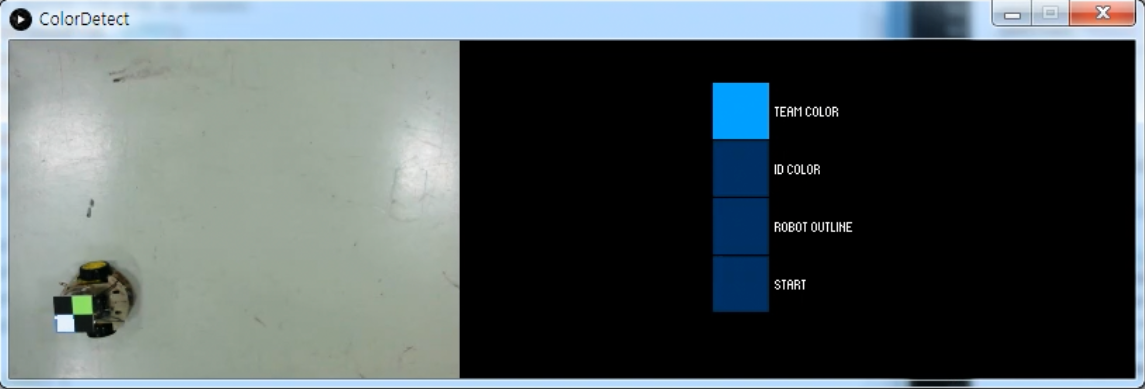 ColorDetect
TEAM COLOR
ID COLOR
ROBOT OUTLINE
START